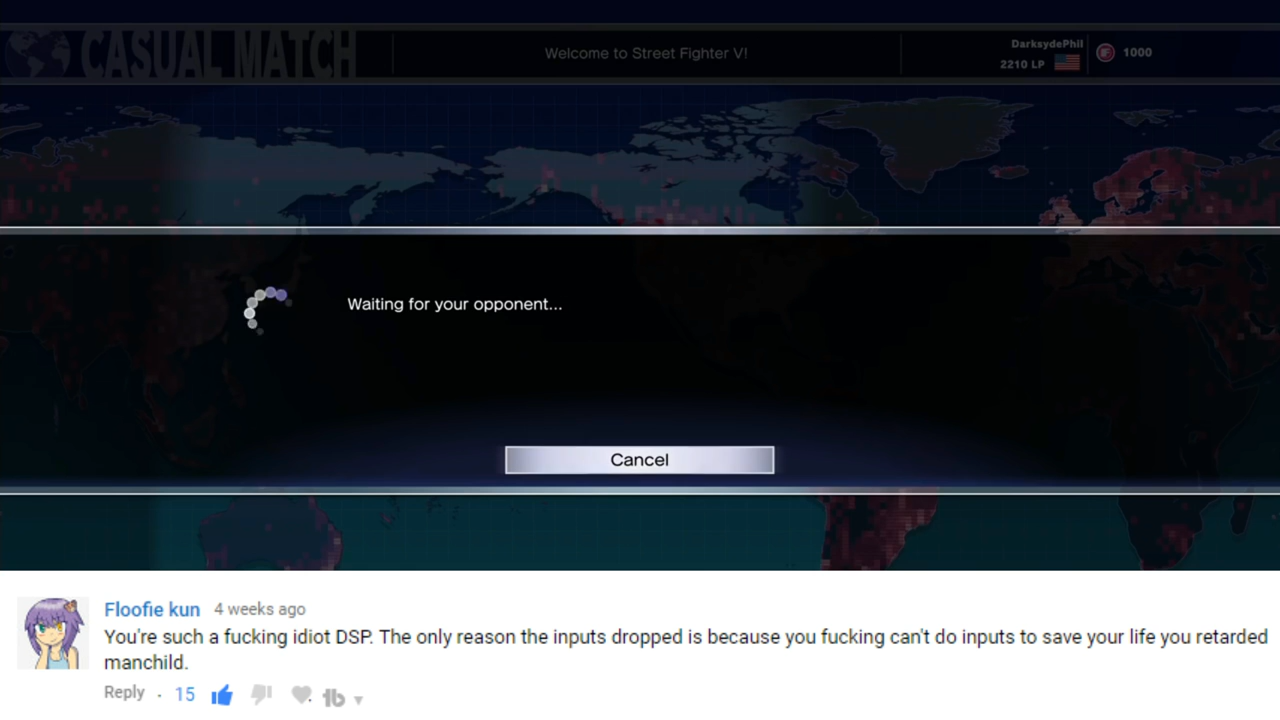 CASUAL MATCH
Welcome to Street Fighter V!
DarksydePhil
2210 LP
1000
Waiting for your opponent...
Cancel
Floofie kun 4 weeks ago
You're such a fucking idiot DSP. The only reason the inputs dropped is because you fucking can't do inputs to save your life you retarded
manchild.
Reply · 15